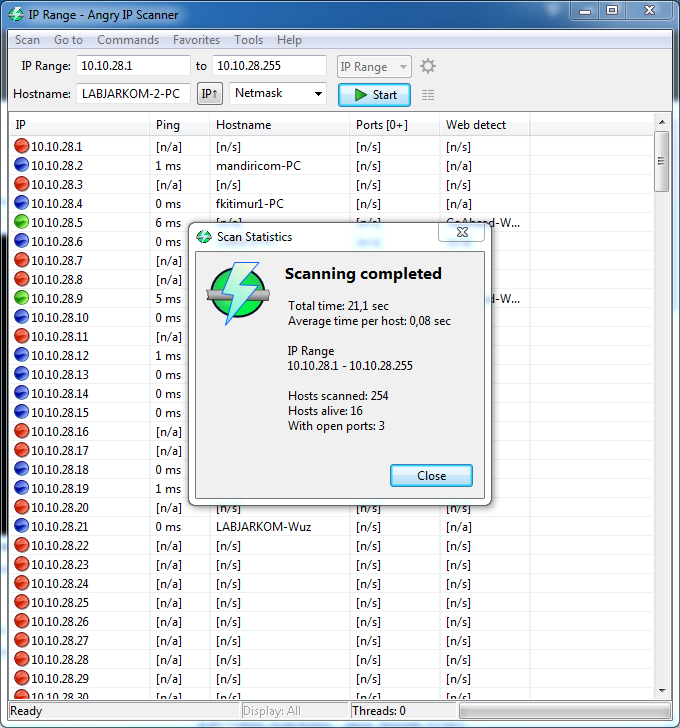 IP Range - Angry IP Scanner
Scan Go to Commands Favorites Tools Help
IP Range: 10.10.28.1 to 10.10.28.255 IP Range
Hostname: LABJARKOM-2-PC IP↑ Netmask Start
IP Ping Hostname Ports [0+] Web detect
10.10.28.1 [n/a] [n/s] [n/s] [n/s]
10.10.28.2 1 ms mandiricom-PC [n/s] [n/a]
10.10.28.3 [n/a] [n/s] [n/s] [n/s]
10.10.28.4 0 ms fkitimur1-PC [n/s] [n/a]
10.10.28.5 6 ms
10.10.28.6 0 ms
10.10.28.7 [n/a]
10.10.28.8 [n/a]
10.10.28.9 5 ms
10.10.28.10 0 ms
10.10.28.11 [n/a]
10.10.28.12 1 ms
10.10.28.13 0 ms
10.10.28.14 0 ms
10.10.28.15 0 ms
10.10.28.16 [n/a]
10.10.28.17 [n/a]
10.10.28.18 0 ms
10.10.28.19 1 ms
10.10.28.20 [n/a] [n/s] [n/s] [n/s]
10.10.28.21 0 ms LABJARKOM-Wuz [n/s] [n/a]
10.10.28.22 [n/a] [n/s] [n/s] [n/s]
10.10.28.23 [n/a] [n/s] [n/s] [n/s]
10.10.28.24 [n/a] [n/s] [n/s] [n/s]
10.10.28.25 [n/a] [n/s] [n/s] [n/s]
10.10.28.26 [n/a] [n/s] [n/s] [n/s]
10.10.28.27 [n/a] [n/s] [n/s] [n/s]
10.10.28.28 [n/a] [n/s] [n/s] [n/s]
10.10.28.29 [n/a] [n/s] [n/s] [n/s]
10.10.28.30 [n/a] [n/s] [n/s] [n/s]
Scan Statistics
Scanning completed
Total time: 21,1 sec
Average time per host: 0,08 sec
IP Range
10.10.28.1 - 10.10.28.255
Hosts scanned: 254
Hosts alive: 16
With open ports: 3
Close
Ready Display: All Threads: 0